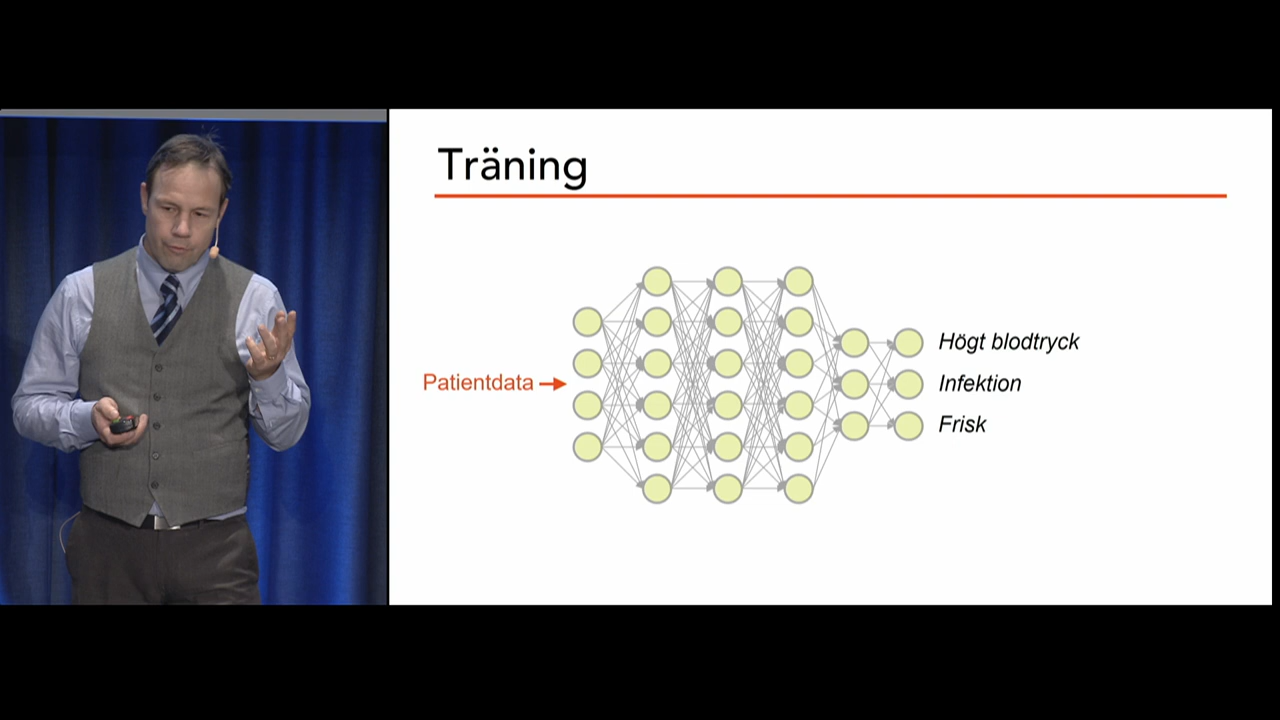 Träning
Patientdata
Högt blodtryck
Infektion
Frisk